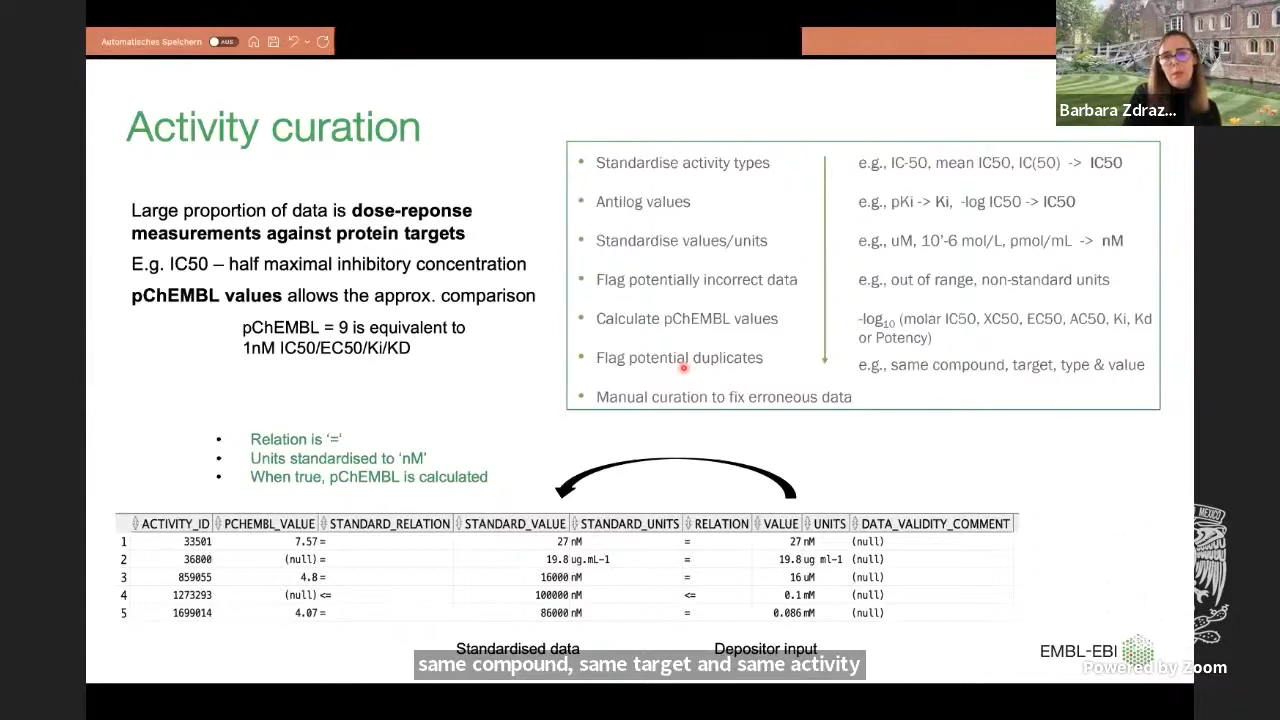 Automatisches Speichern AUS
Barbara Zdraz...
Activity curation
Large proportion of data is dose-reponse
measurements against protein targets
E.g. IC50 – half maximal inhibitory concentration
pChEMBL values allows the approx. comparison
pChEMBL = 9 is equivalent to
1nM IC50/EC50/Ki/KD
• Standardise activity types e.g., IC-50, mean IC50, IC(50) -> IC50
• Antilog values e.g., pKi -> Ki, -log IC50 -> IC50
• Standardise values/units e.g., uM, 10'-6 mol/L, pmol/mL -> nM
• Flag potentially incorrect data e.g., out of range, non-standard units
• Calculate pChEMBL values -log10 (molar IC50, XC50, EC50, AC50, Ki, Kd
or Potency)
• Flag potential duplicates e.g., same compound, target, type & value
• Manual curation to fix erroneous data
• Relation is ‘=‘
• Units standardised to ‘nM’
• When true, pChEMBL is calculated
ACTIVITY_ID PCHEMBL_VALUE STANDARD_RELATION STANDARD_VALUE STANDARD_UNITS RELATION VALUE UNITS DATA_VALIDITY_COMMENT
1 33501 7.57 = 27 nM = 27 nM (null)
2 36800 (null) = 19.8 ug.mL-1 = 19.8 ug ml-1 (null)
3 859055 4.8 = 16000 nM = 16 uM (null)
4 1273293 (null) <= 100000 nM <= 0.1 mM (null)
5 1699014 4.07 = 86000 nM = 0.086 mM (null)
Standardised data Depositor input
same compound, same target and same activity
EMBL-EBI
Powered by Zoom
MEXICO